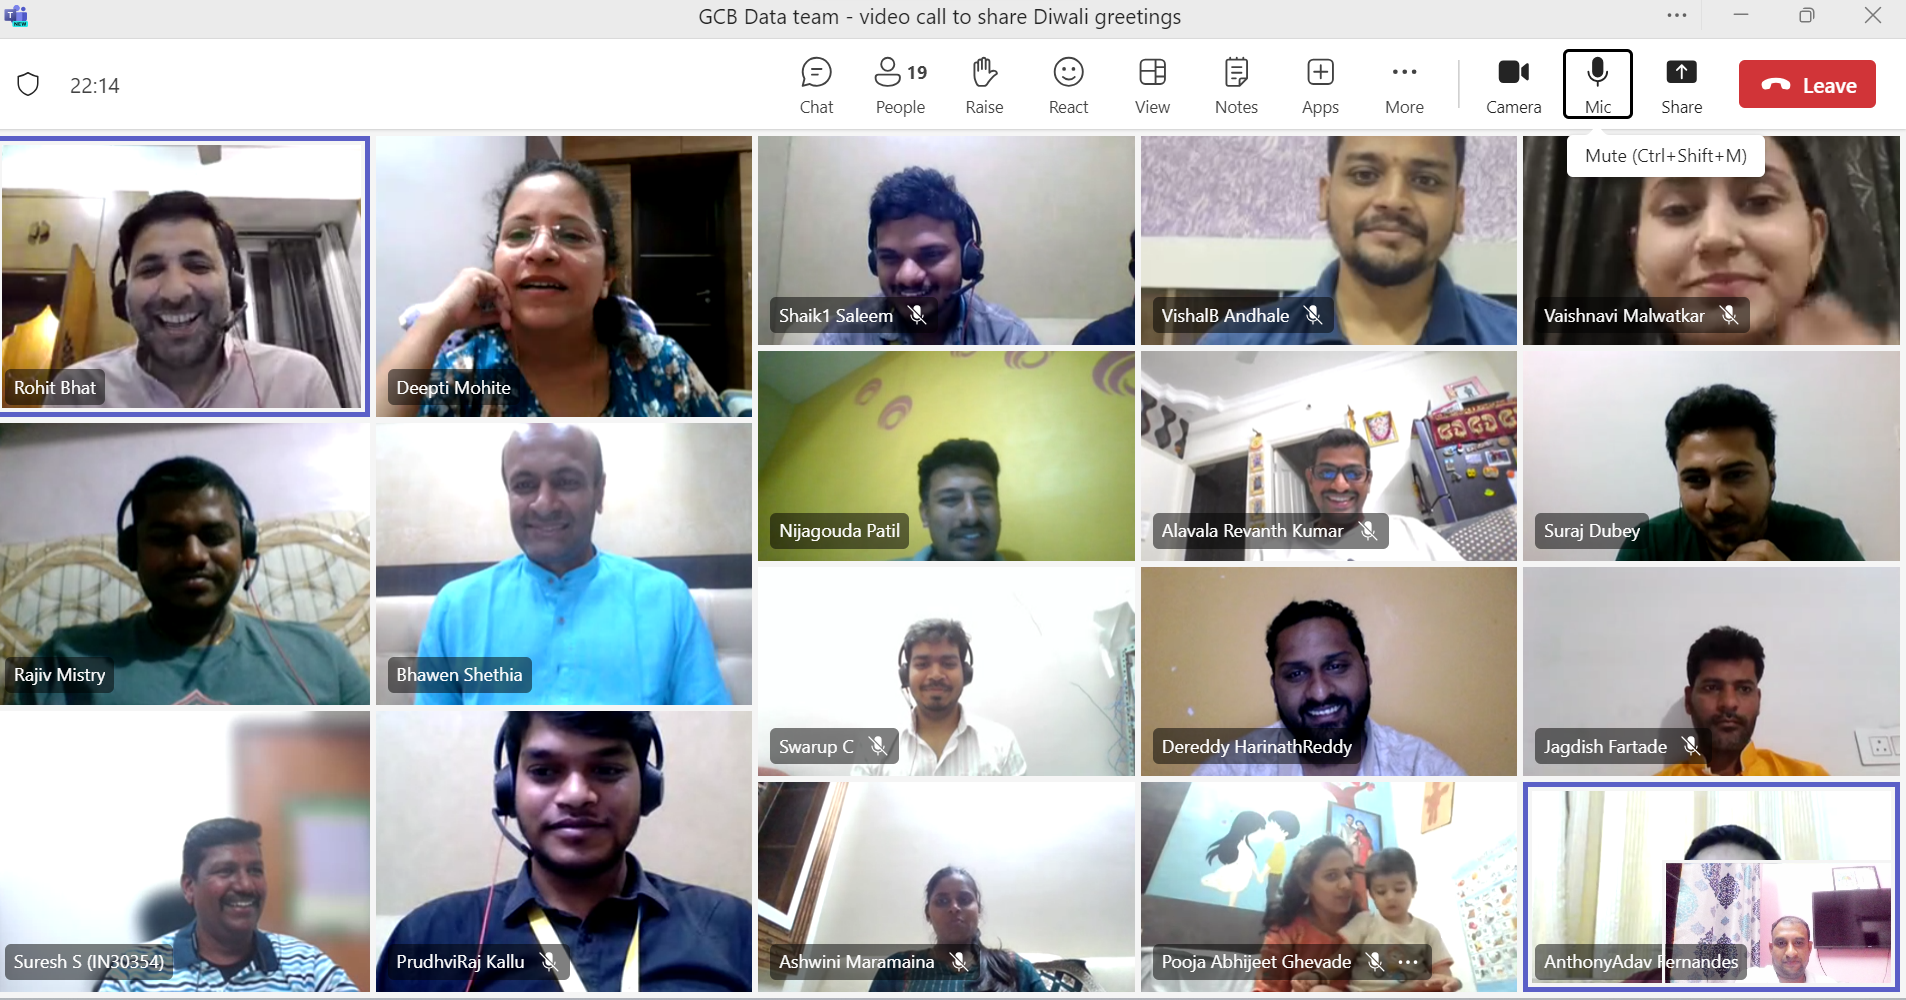 GCB Data team - video call to share Diwali greetings
22:14
Chat
19
People
Raise
React
View
Notes
Apps
More
Camera
Mic
Share
Leave
Mute (Ctrl+Shift+M)
Rohit Bhat
Deepti Mohite
Shaik1 Saleem
VishalB Andhale
Vaishnavi Malwatkar
Rajiv Mistry
Bhawen Shethia
Nijagouda Patil
Alavala Revanth Kumar
Suraj Dubey
Swarup C
Dereddy HarinathReddy
Jagdish Fartade
Suresh S (IN30354)
PrudhviRaj Kallu
Ashwini Maramaina
Pooja Abhijeet Ghevade
AnthonyAdav Fernandes